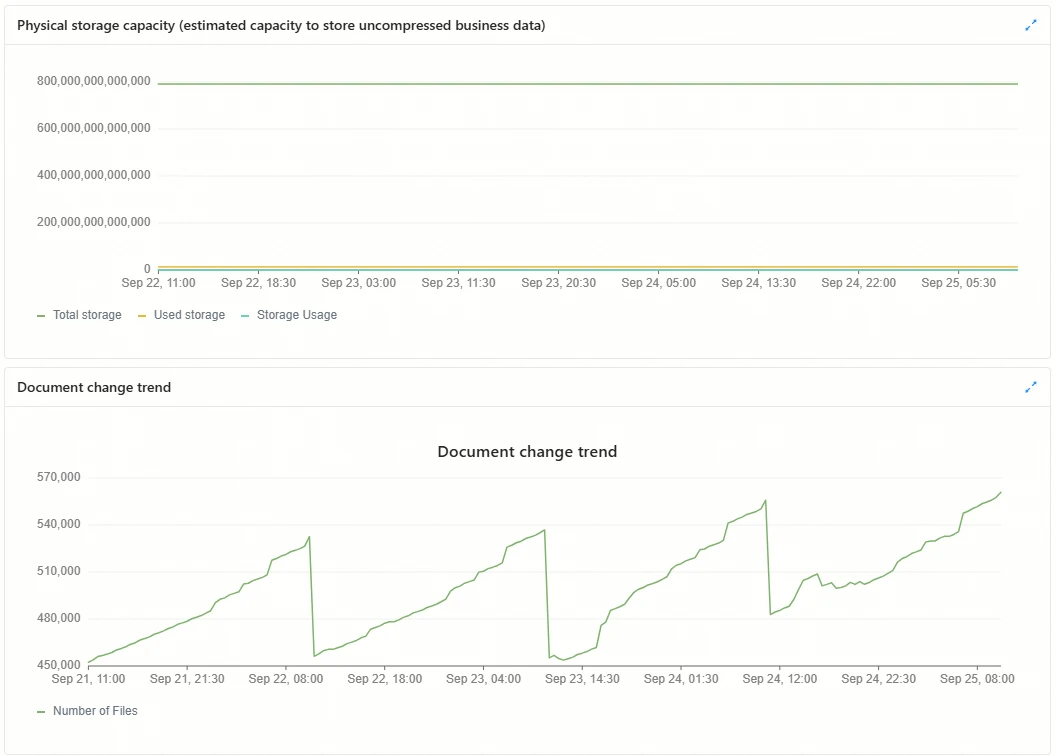 Physical storage capacity (estimated capacity to store uncompressed business data)
800,000,000,000,000
600,000,000,000,000
400,000,000,000,000
200,000,000,000,000
0
Sep 22, 11:00 Sep 22, 18:30 Sep 23, 03:00 Sep 23, 11:30 Sep 23, 20:30 Sep 24, 05:00 Sep 24, 13:30 Sep 24, 22:00 Sep 25, 05:30
Total storage Used storage Storage Usage
Document change trend
Document change trend
570,000
540,000
510,000
480,000
450,000
Sep 21, 11:00 Sep 21, 21:30 Sep 22, 08:00 Sep 22, 18:00 Sep 23, 04:00 Sep 23, 14:30 Sep 24, 01:30 Sep 24, 12:00 Sep 24, 22:30 Sep 25, 08:00
Number of Files